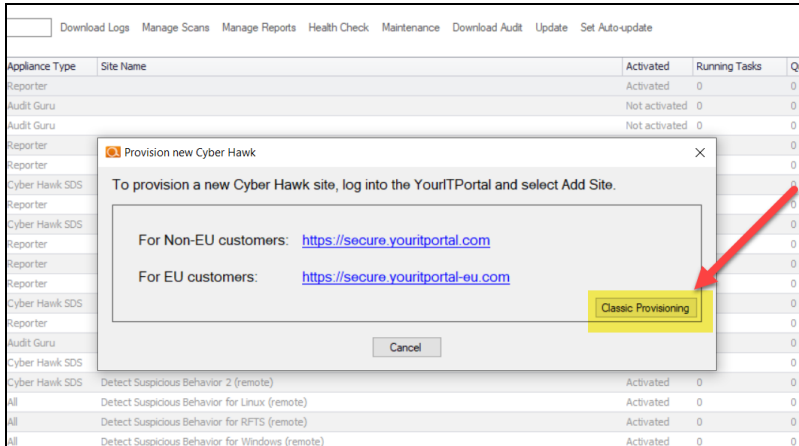 Download Logs Manage Scans Manage Reports Health Check Maintenance Download Audit Update Set Auto-update
Appliance Type Site Name Activated Running Tasks
Reporter Activated 0 0
Audit Guru Not activated 0 0
Audit Guru Not activated 0 0
Reporter 0
Provision new Cyber Hawk
Reporter 0
To provision a new Cyber Hawk site, log into the YourITPortal and select Add Site.
Cyber Hawk SDS 0
Reporter 0
Cyber Hawk SDS 0
For Non-EU customers: https://secure.youritportal.com
Reporter 0
Reporter 0
For EU customers: https://secure.youritportal-eu.com
Reporter 0
Cyber Hawk SDS 0
Classic Provisioning
Reporter 0
Audit Guru 0
Cancel
Cyber Hawk SDS 0
Cyber Hawk SDS Detect Suspicious Behavior 2 (remote) Activated 0 0
All Detect Suspicious Behavior for Linux (remote) Activated 0 0
All Detect Suspicious Behavior for RFTS (remote) Activated 0 0
All Detect Suspicious Behavior for Windows (remote) Activated 0 0